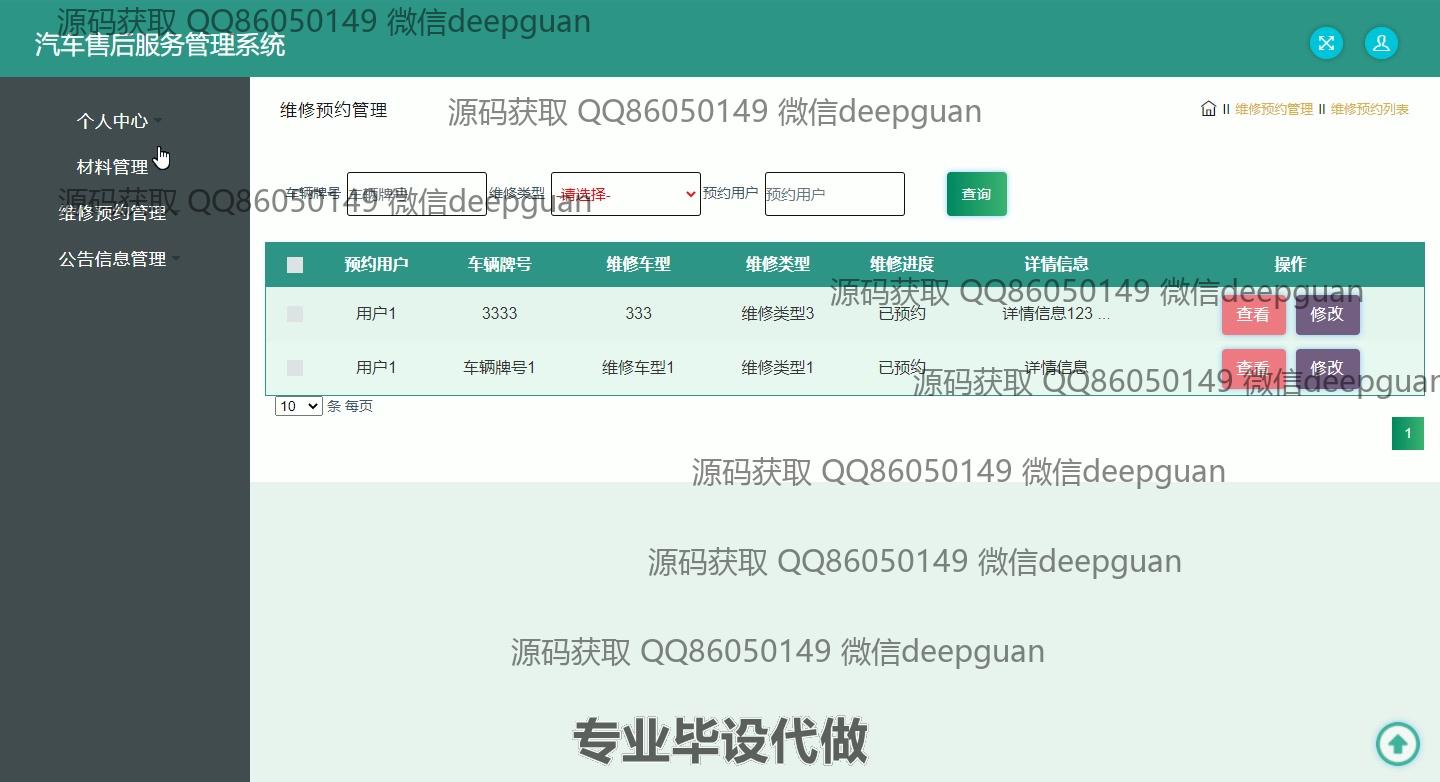 源码获取 QQ86050149 微信deepguan
汽车售后服务管理系统
个人中心
材料管理
维修预约管理
公告信息管理
维修预约管理
源码获取 QQ86050149 微信deepguan
维修预约管理 维修预约列表
车辆牌号 车辆牌号 维修类型 -请选择- 预约用户 预约用户 查询
源码获取 QQ86050149 微信deepguan
预约用户 车辆牌号 维修车型 维修类型 维修进度 详情信息 操作
源码获取 QQ86050149 微信deepguan
用户1 3333 333 维修类型3 已预约 详情信息123 ... 查看 修改
用户1 车辆牌号1 维修车型1 维修类型1 已预约 详情信息 查看 修改
源码获取 QQ86050149 微信deepguan
10 条 每页
1
源码获取 QQ86050149 微信deepguan
源码获取 QQ86050149 微信deepguan
源码获取 QQ86050149 微信deepguan
专业毕设代做